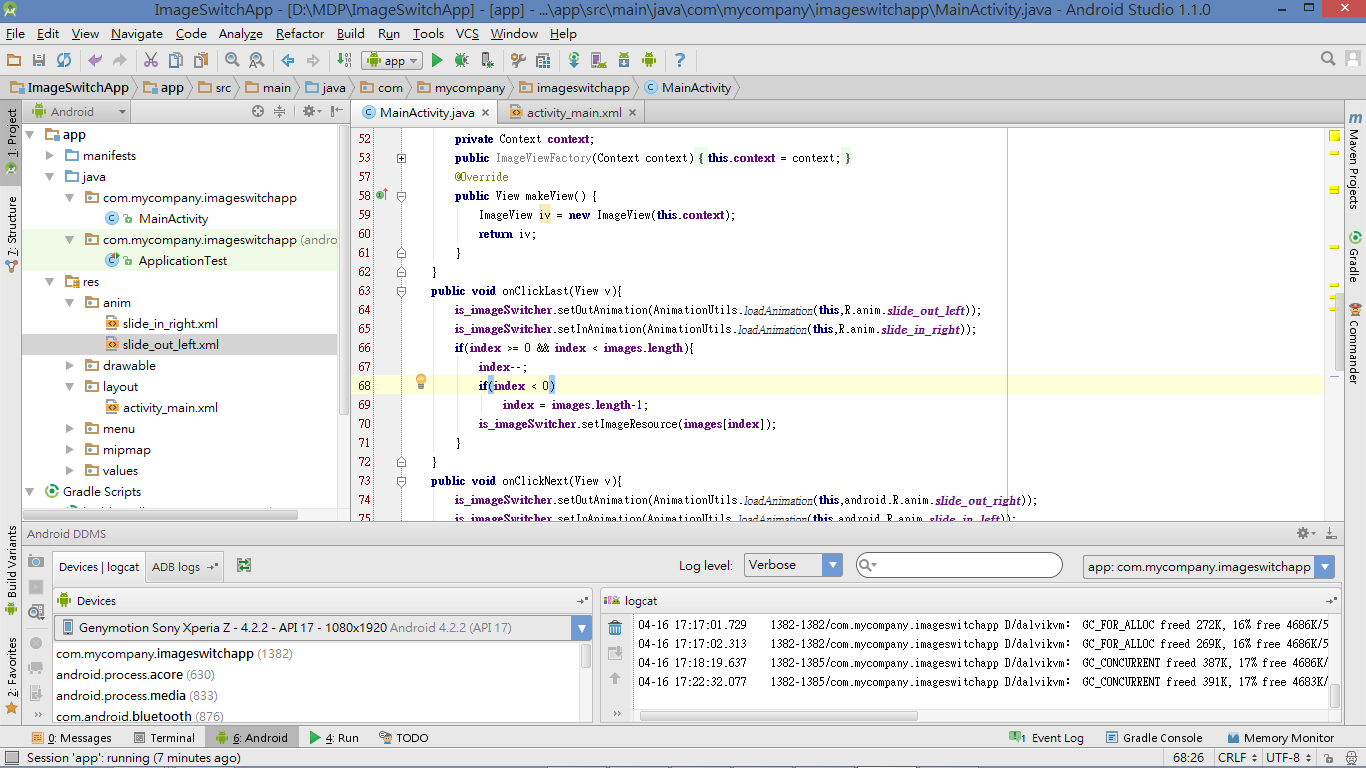 ImageSwitchApp - [D:\MDP\ImageSwitchApp] - [app] - ...\app\src\main\java\com\mycompany\imageswitchapp\MainActivity.java - Android Studio 1.1.0
File Edit View Navigate Code Analyze Refactor Build Run Tools VCS Window Help
app
ImageSwitchApp app src main java com mycompany imageswitchapp MainActivity
1: Project
Z: Structure
Build Variants
2: Favorites
Android
app
manifests
java
com.mycompany.imageswitchapp
MainActivity
com.mycompany.imageswitchapp (andro
ApplicationTest
res
anim
slide_in_right.xml
slide_out_left.xml
drawable
layout
activity_main.xml
menu
mipmap
values
Gradle Scripts
MainActivity.java activity_main.xml
52 private Context context;
53 public ImageViewFactory(Context context) { this.context = context; }
57 @Override
58 public View makeView() {
59 ImageView iv = new ImageView(this.context);
60 return iv;
61 }
62 }
63 public void onClickLast(View v){
64 is_imageSwitcher.setOutAnimation(AnimationUtils.loadAnimation(this,R.anim.slide_out_left));
65 is_imageSwitcher.setInAnimation(AnimationUtils.loadAnimation(this,R.anim.slide_in_right));
66 if(index >= 0 && index < images.length){
67 index--;
68 if(index < 0)
69 index = images.length-1;
70 is_imageSwitcher.setImageResource(images[index]);
71 }
72 }
73 public void onClickNext(View v){
74 is_imageSwitcher.setOutAnimation(AnimationUtils.loadAnimation(this,android.R.anim.slide_out_right));
75 is_imageSwitcher.setInAnimation(AnimationUtils.loadAnimation(this,android.R.anim.slide_in_left));
m Maven Projects
Gradle
Commander
Android DDMS
Devices | logcat ADB logs Log level: Verbose app: com.mycompany.imageswitchapp
Devices
Genymotion Sony Xperia Z - 4.2.2 - API 17 - 1080x1920 Android 4.2.2 (API 17)
com.mycompany.imageswitchapp (1382)
android.process.acore (630)
android.process.media (833)
com.android.bluetooth (876)
logcat
04-16 17:17:01.729 1382-1382/com.mycompany.imageswitchapp D/dalvikvm: GC_FOR_ALLOC freed 272K, 16% free 4686K/5
04-16 17:17:02.313 1382-1382/com.mycompany.imageswitchapp D/dalvikvm: GC_FOR_ALLOC freed 269K, 16% free 4686K/5
04-16 17:18:19.637 1382-1385/com.mycompany.imageswitchapp D/dalvikvm: GC_CONCURRENT freed 387K, 17% free 4686K/
04-16 17:22:32.077 1382-1385/com.mycompany.imageswitchapp D/dalvikvm: GC_CONCURRENT freed 391K, 17% free 4683K/
0: Messages Terminal 6: Android 4: Run TODO 1 Event Log Gradle Console Memory Monitor
Session 'app': running (7 minutes ago) 68:26 CRLF UTF-8